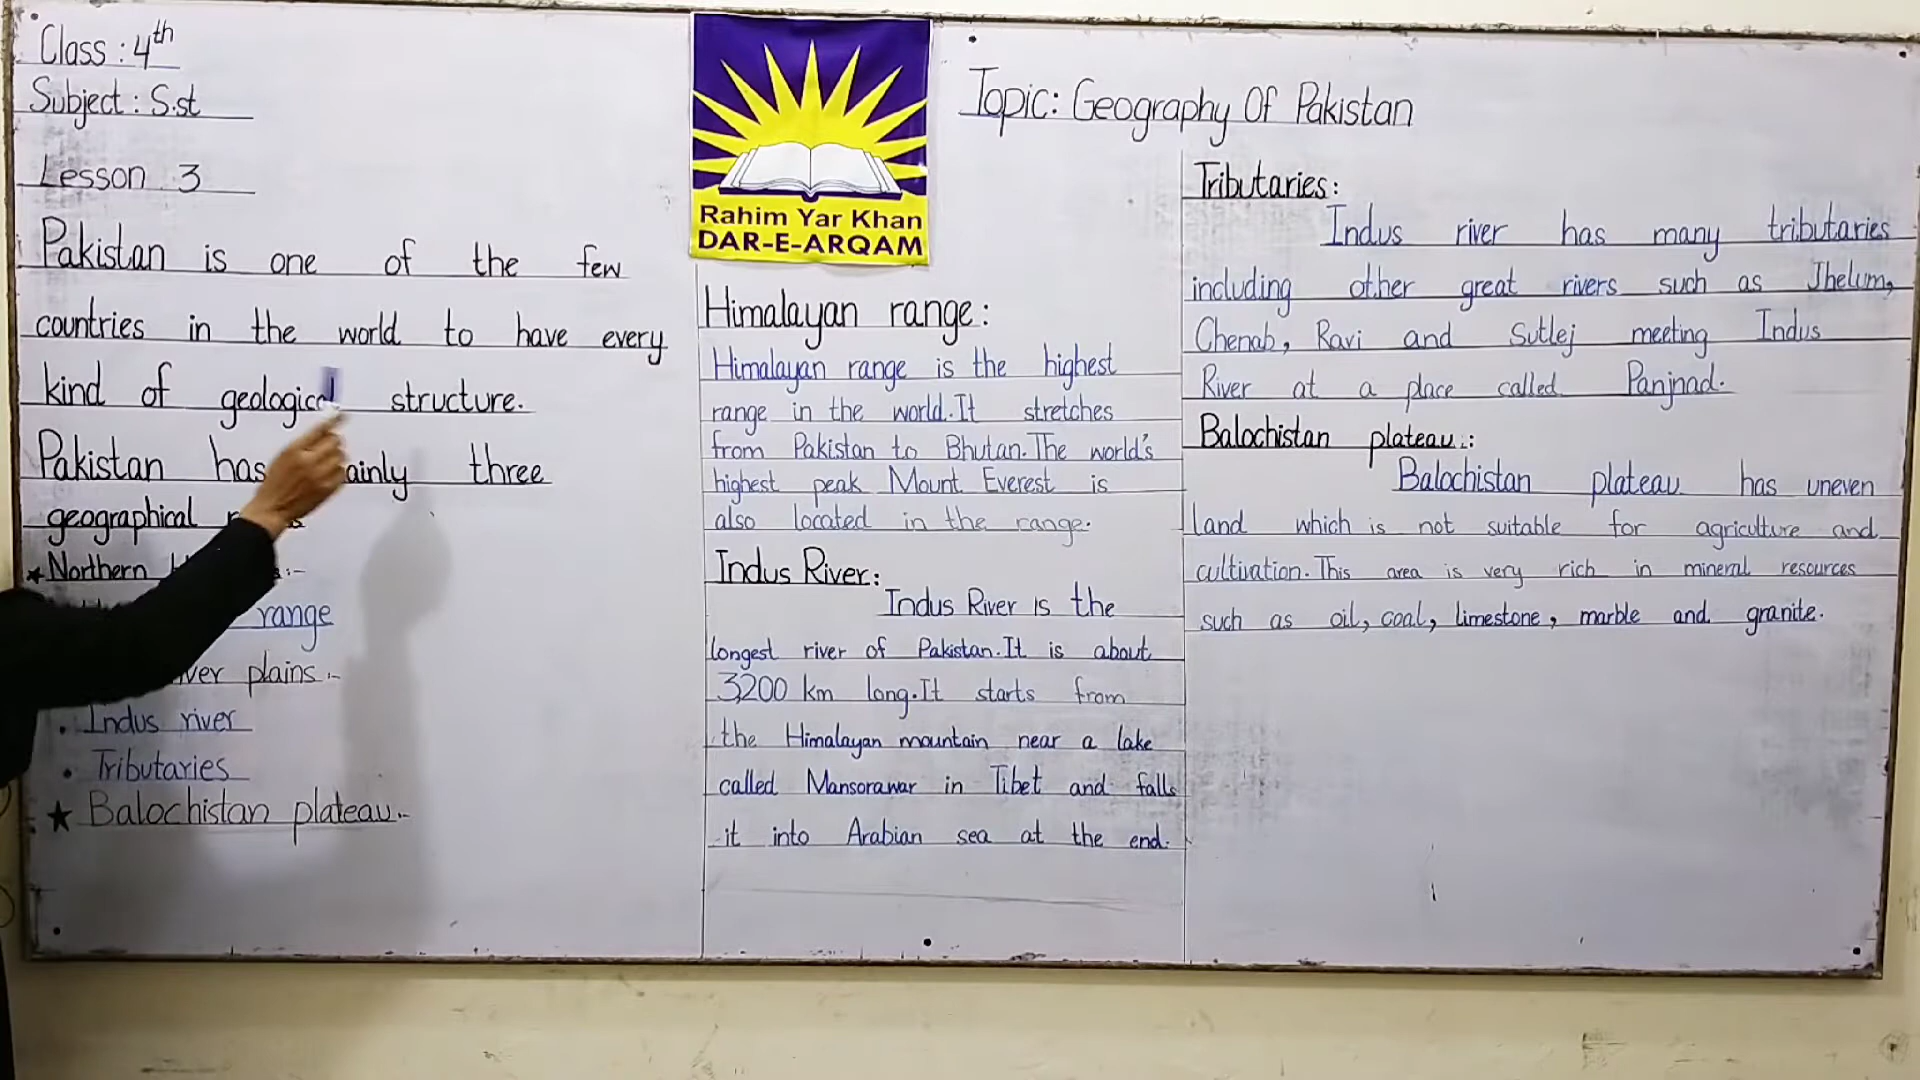 Class : 4th
Subject : S.st
Lesson 3
Pakistan is one of the few
countries in the world to have every
kind of geological structure.
Pakistan has three
geographical
★ Northern
range
plains :-
• Indus river
• Tributaries
★ Balochistan plateau :-
Rahim Yar Khan
DAR-E-ARQAM
Himalayan range :
Himalayan range is the highest
range in the world. It stretches
from Pakistan to Bhutan. The world's
highest peak Mount Everest is
also located in the range.
Indus River :
Indus River is the
longest river of Pakistan. It is about
3,200 km long. It starts from
the Himalayan mountain near a lake
called Mansorawar in Tibet and falls
it into Arabian sea at the end.
Topic: Geography Of Pakistan
Tributaries :
Indus river has many tributaries
including other great rivers such as Jhelum,
Chenab, Ravi and Sutlej meeting Indus
River at a place called Panjnad.
Balochistan plateau :
Balochistan plateau has uneven
land which is not suitable for agriculture and
cultivation. This area is very rich in mineral resources
such as oil, coal, limestone, marble and granite.